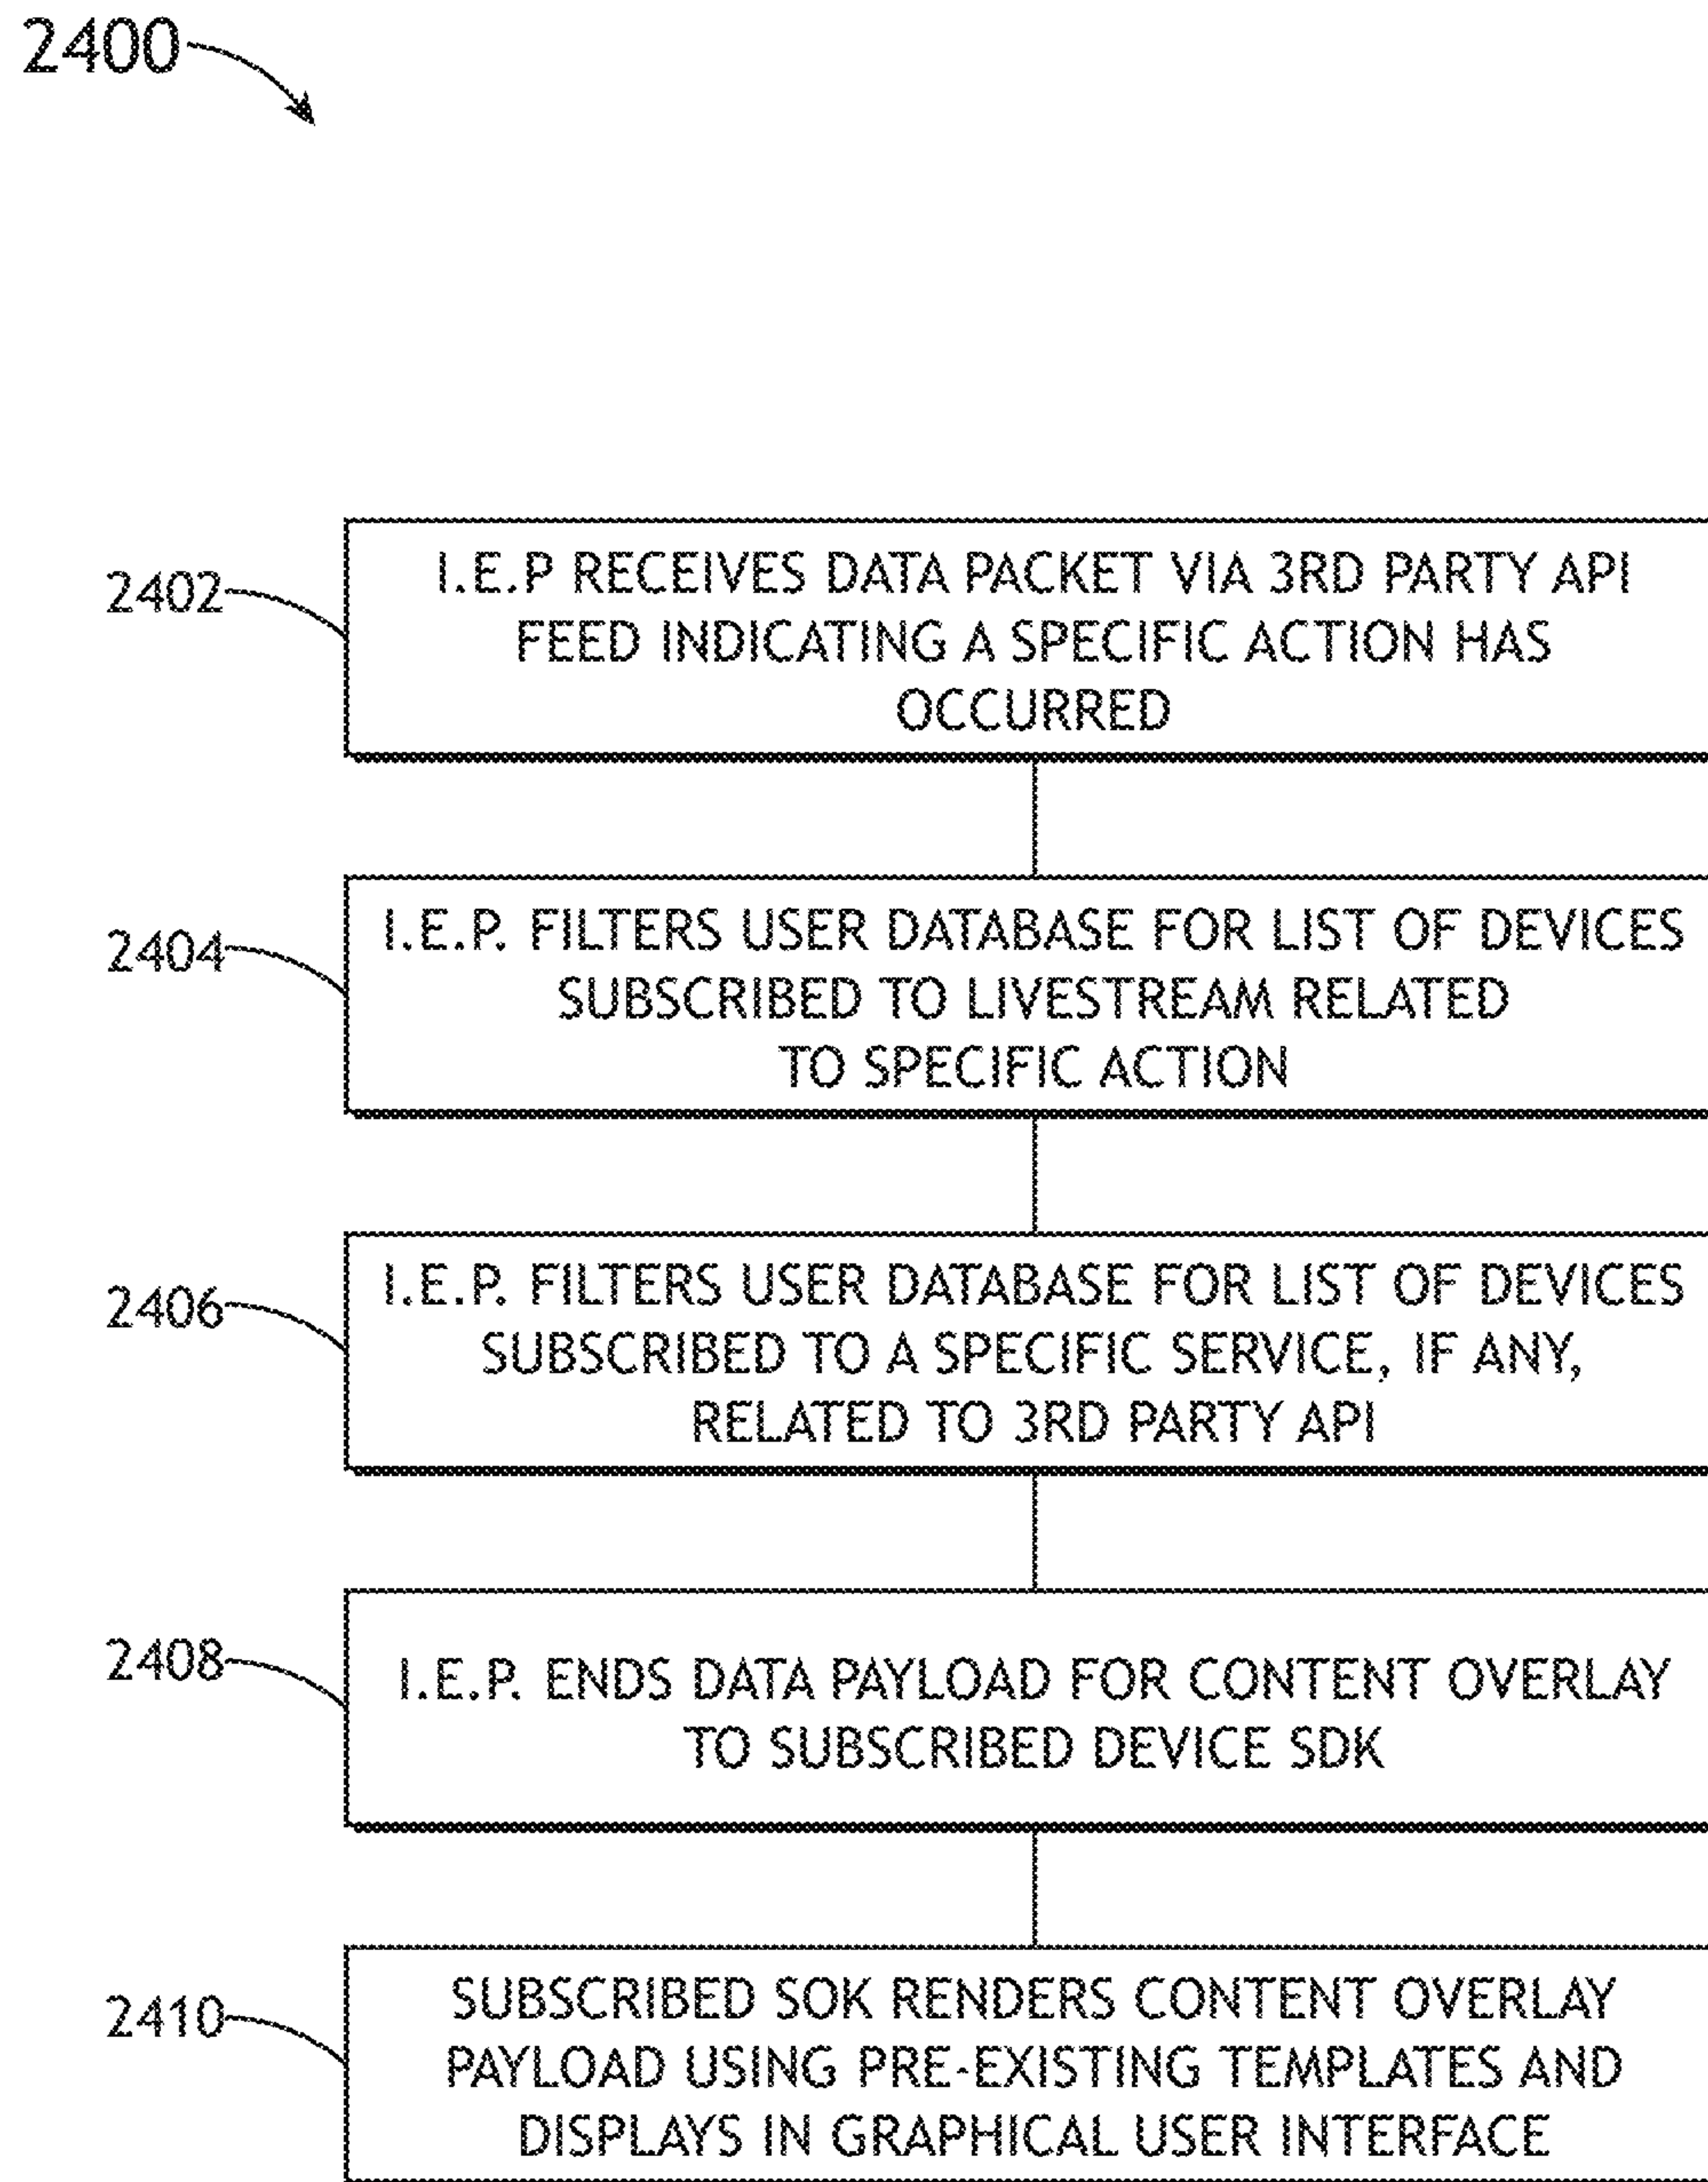 2400
2402
I.E.P RECEIVES DATA PACKET VIA 3RD PARTY API
FEED INDICATING A SPECIFIC ACTION HAS
OCCURRED
2404
I.E.P. FILTERS USER DATABASE FOR LIST OF DEVICES
SUBSCRIBED TO LIVESTREAM RELATED
TO SPECIFIC ACTION
2406
I.E.P. FILTERS USER DATABASE FOR LIST OF DEVICES
SUBSCRIBED TO A SPECIFIC SERVICE, IF ANY,
RELATED TO 3RD PARTY API
2408
I.E.P. ENDS DATA PAYLOAD FOR CONTENT OVERLAY
TO SUBSCRIBED DEVICE SDK
2410
SUBSCRIBED SOK RENDERS CONTENT OVERLAY
PAYLOAD USING PRE-EXISTING TEMPLATES AND
DISPLAYS IN GRAPHICAL USER INTERFACE